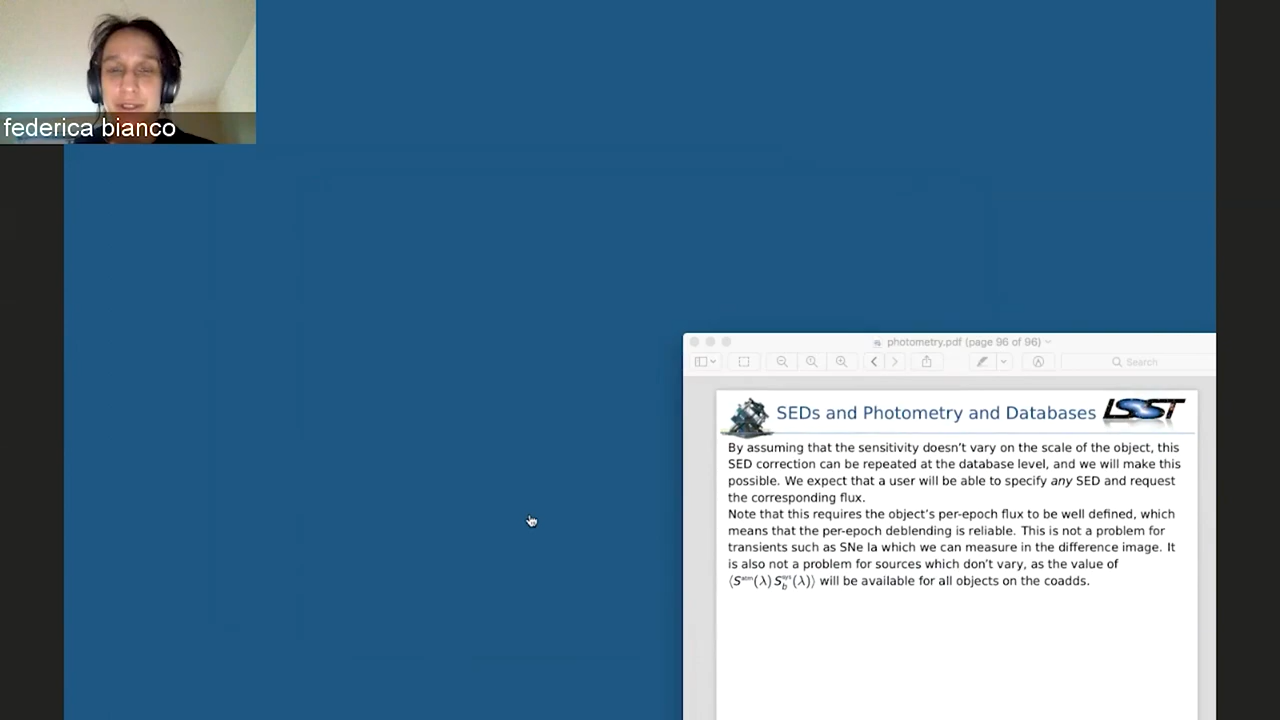 federica bianco
photometry.pdf (page 96 of 96)
Search
SEDs and Photometry and Databases
LSST
By assuming that the sensitivity doesn't vary on the scale of the object, this
SED correction can be repeated at the database level, and we will make this
possible. We expect that a user will be able to specify any SED and request
the corresponding flux.
Note that this requires the object's per-epoch flux to be well defined, which
means that the per-epoch deblending is reliable. This is not a problem for
transients such as SNe Ia which we can measure in the difference image. It
is also not a problem for sources which don't vary, as the value of
⟨S^atm(λ) S_b^sys(λ)⟩ will be available for all objects on the coadds.